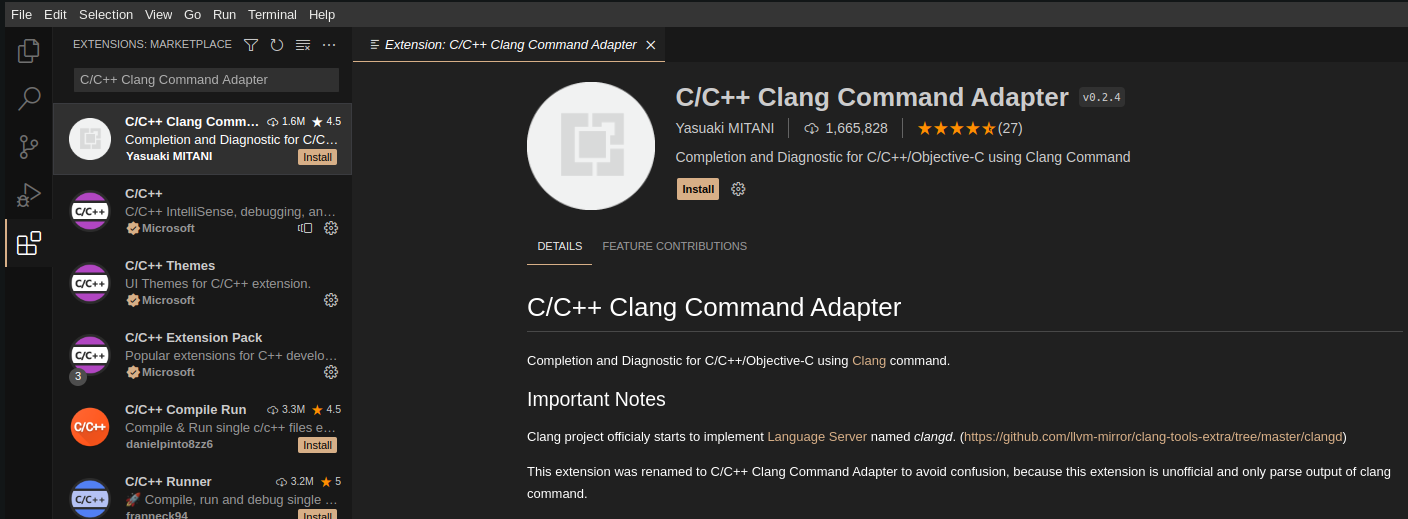 File Edit Selection View Go Run Terminal Help
EXTENSIONS: MARKETPLACE
C/C++ Clang Command Adapter
C/C++ Clang Comm... 1.6M 4.5
Completion and Diagnostic for C/C...
Yasuaki MITANI Install
C/C++
C/C++
C/C++ IntelliSense, debugging, an...
Microsoft
C/C++
C/C++ Themes
UI Themes for C/C++ extension.
Microsoft
C/C++
C/C++ Extension Pack
Popular extensions for C++ develo...
Microsoft
3
C/C++
C/C++ Compile Run 3.3M 4.5
Compile & Run single c/c++ files e...
danielpinto8zz6 Install
C/C++
C/C++ Runner 3.2M 5
🚀 Compile, run and debug single ...
franneck94 Install
Extension: C/C++ Clang Command Adapter
C/C++ Clang Command Adapter v0.2.4
Yasuaki MITANI 1,665,828 (27)
Completion and Diagnostic for C/C++/Objective-C using Clang Command
Install
DETAILS FEATURE CONTRIBUTIONS
C/C++ Clang Command Adapter
Completion and Diagnostic for C/C++/Objective-C using Clang command.
Important Notes
Clang project officialy starts to implement Language Server named clangd. (https://github.com/llvm-mirror/clang-tools-extra/tree/master/clangd)
This extension was renamed to C/C++ Clang Command Adapter to avoid confusion, because this extension is unofficial and only parse output of clang
command.